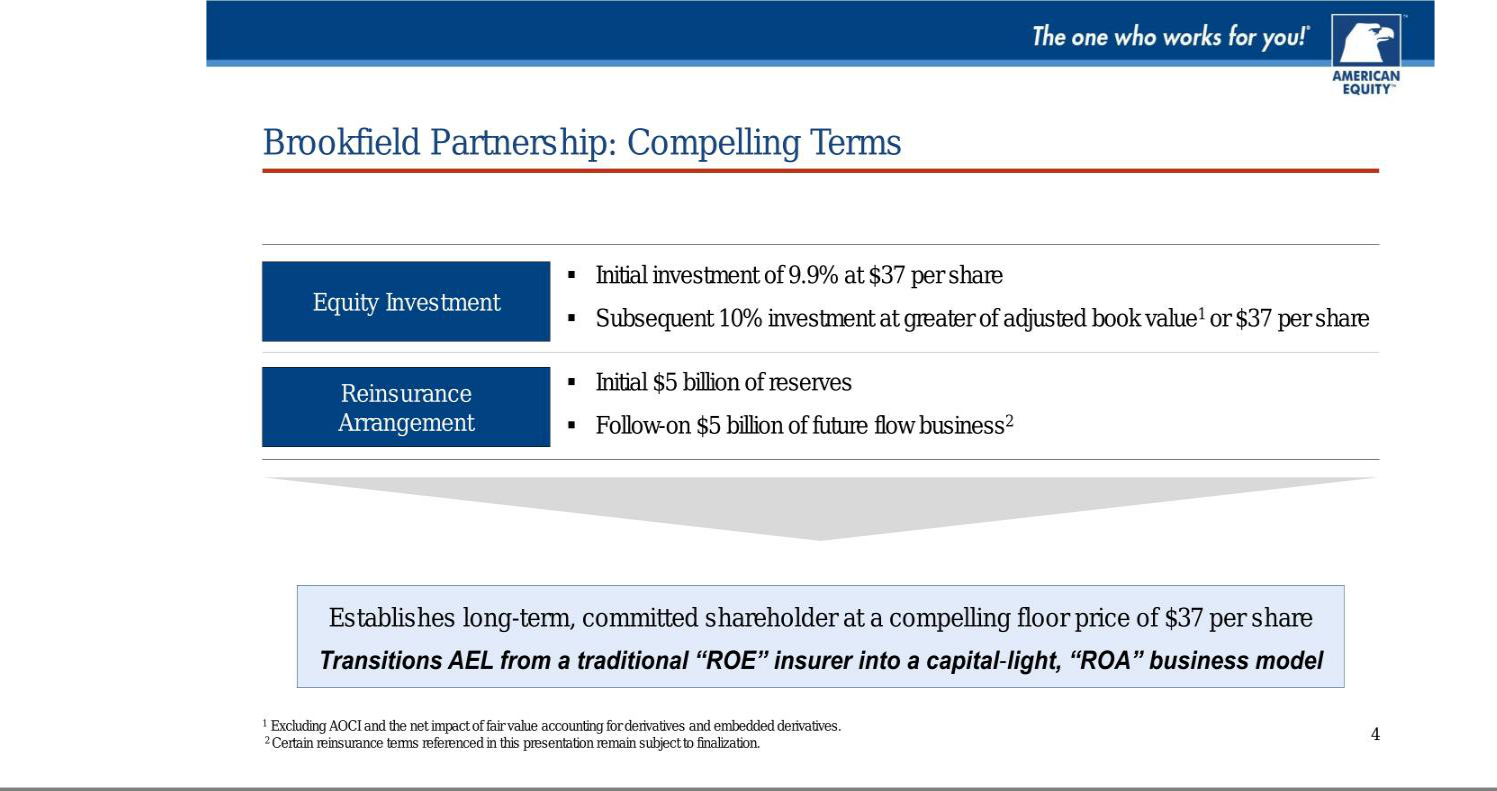 The one who works for you!®
AMERICAN
EQUITY™
Brookfield Partnership: Compelling Terms
Equity Investment
▪ Initial investment of 9.9% at $37 per share
▪ Subsequent 10% investment at greater of adjusted book value¹ or $37 per share
Reinsurance
Arrangement
▪ Initial $5 billion of reserves
▪ Follow-on $5 billion of future flow business²
Establishes long-term, committed shareholder at a compelling floor price of $37 per share
Transitions AEL from a traditional “ROE” insurer into a capital-light, “ROA” business model
¹ Excluding AOCI and the net impact of fair value accounting for derivatives and embedded derivatives.
² Certain reinsurance terms referenced in this presentation remain subject to finalization.
4